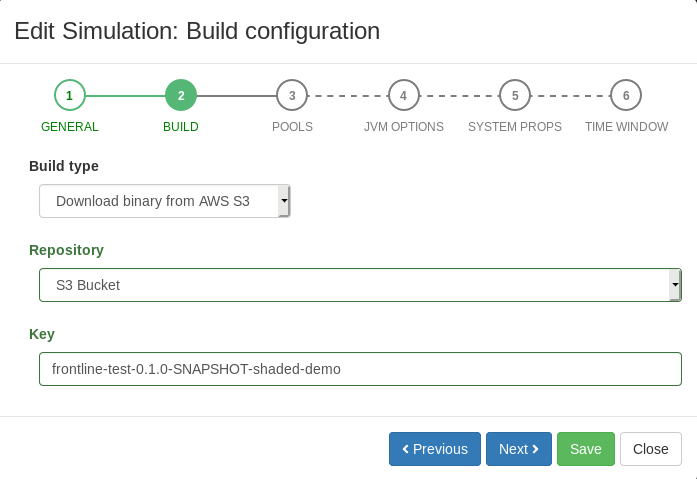 Edit Simulation: Build configuration
1 2 3 4 5 6
GENERAL BUILD POOLS JVM OPTIONS SYSTEM PROPS TIME WINDOW
Build type
Download binary from AWS S3
Repository
S3 Bucket
Key
frontline-test-0.1.0-SNAPSHOT-shaded-demo
Previous Next Save Close